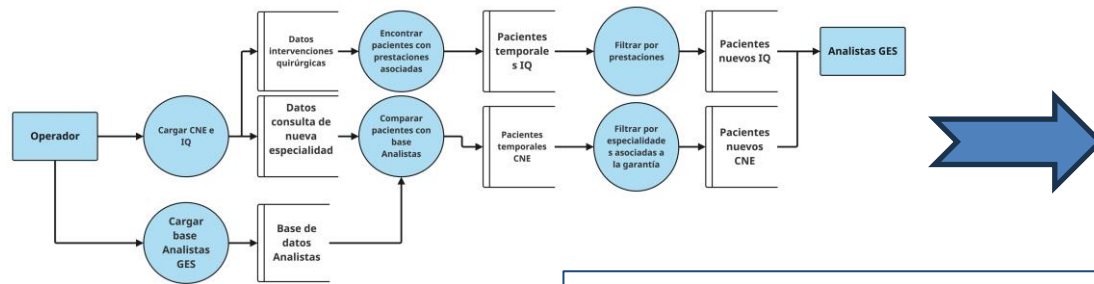 Datos
intervenciones
quirúrgicas
Encontrar
pacientes con
prestaciones
asociadas
Pacientes
temporale
s IQ
Filtrar por
prestaciones
Pacientes
nuevos IQ
Analistas GES
Operador
Cargar CNE e
IQ
Datos
consulta de
nueva
especialidad
Comparar
pacientes con
base
Analistas
Pacientes
temporales
CNE
Filtrar por
especialidade
s asociadas a
la garantía
Pacientes
nuevos
CNE
Cargar
base
Analistas
GES
Base de
datos
Analistas